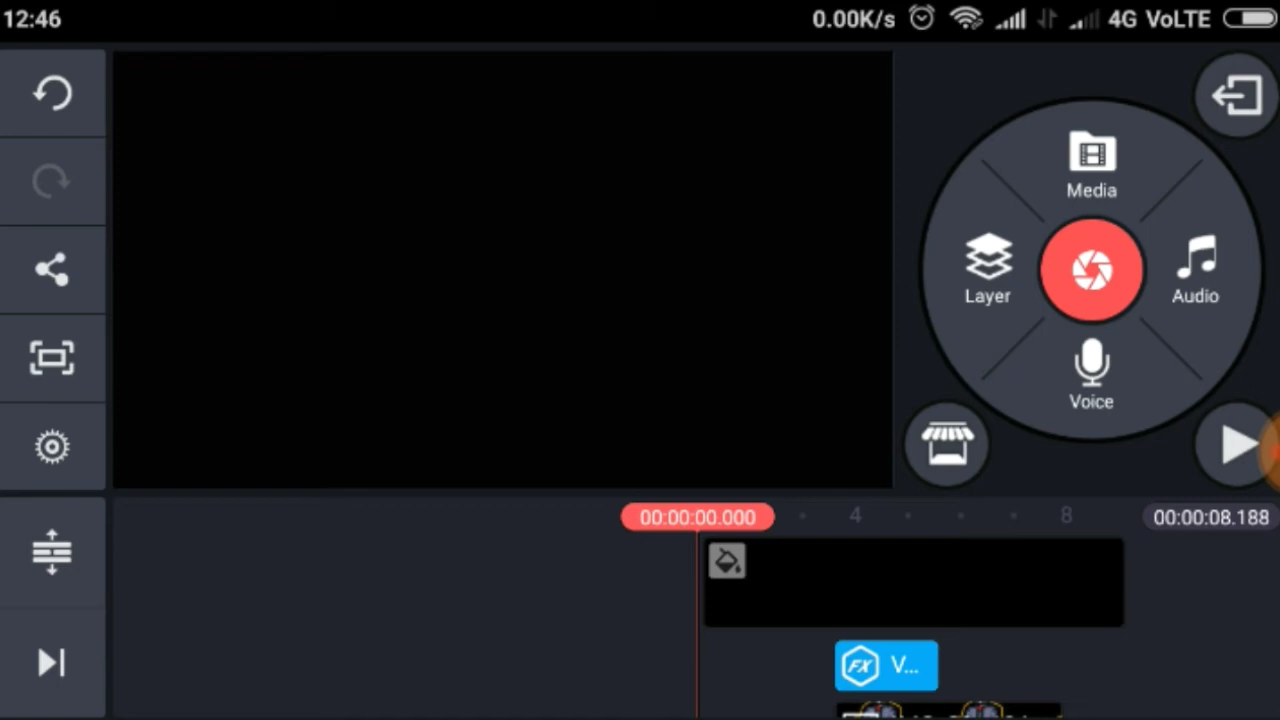 12:46
0.00K/s 4G VoLTE
Media
Layer
Audio
Voice
00:00:00.000 4 8 00:00:08.188
FX V...